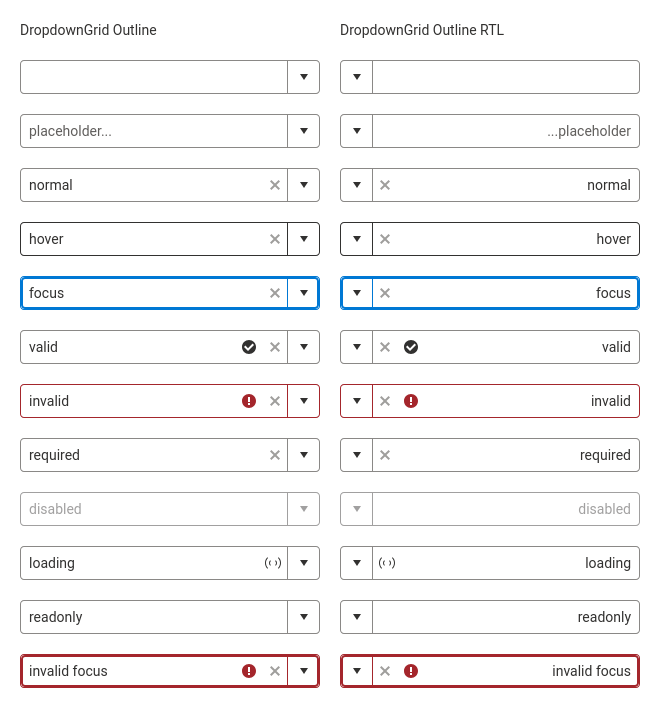 DropdownGrid Outline
DropdownGrid Outline RTL
placeholder...
...placeholder
normal
normal
hover
hover
focus
focus
valid
valid
invalid
invalid
required
required
disabled
disabled
loading
loading
readonly
readonly
invalid focus
invalid focus